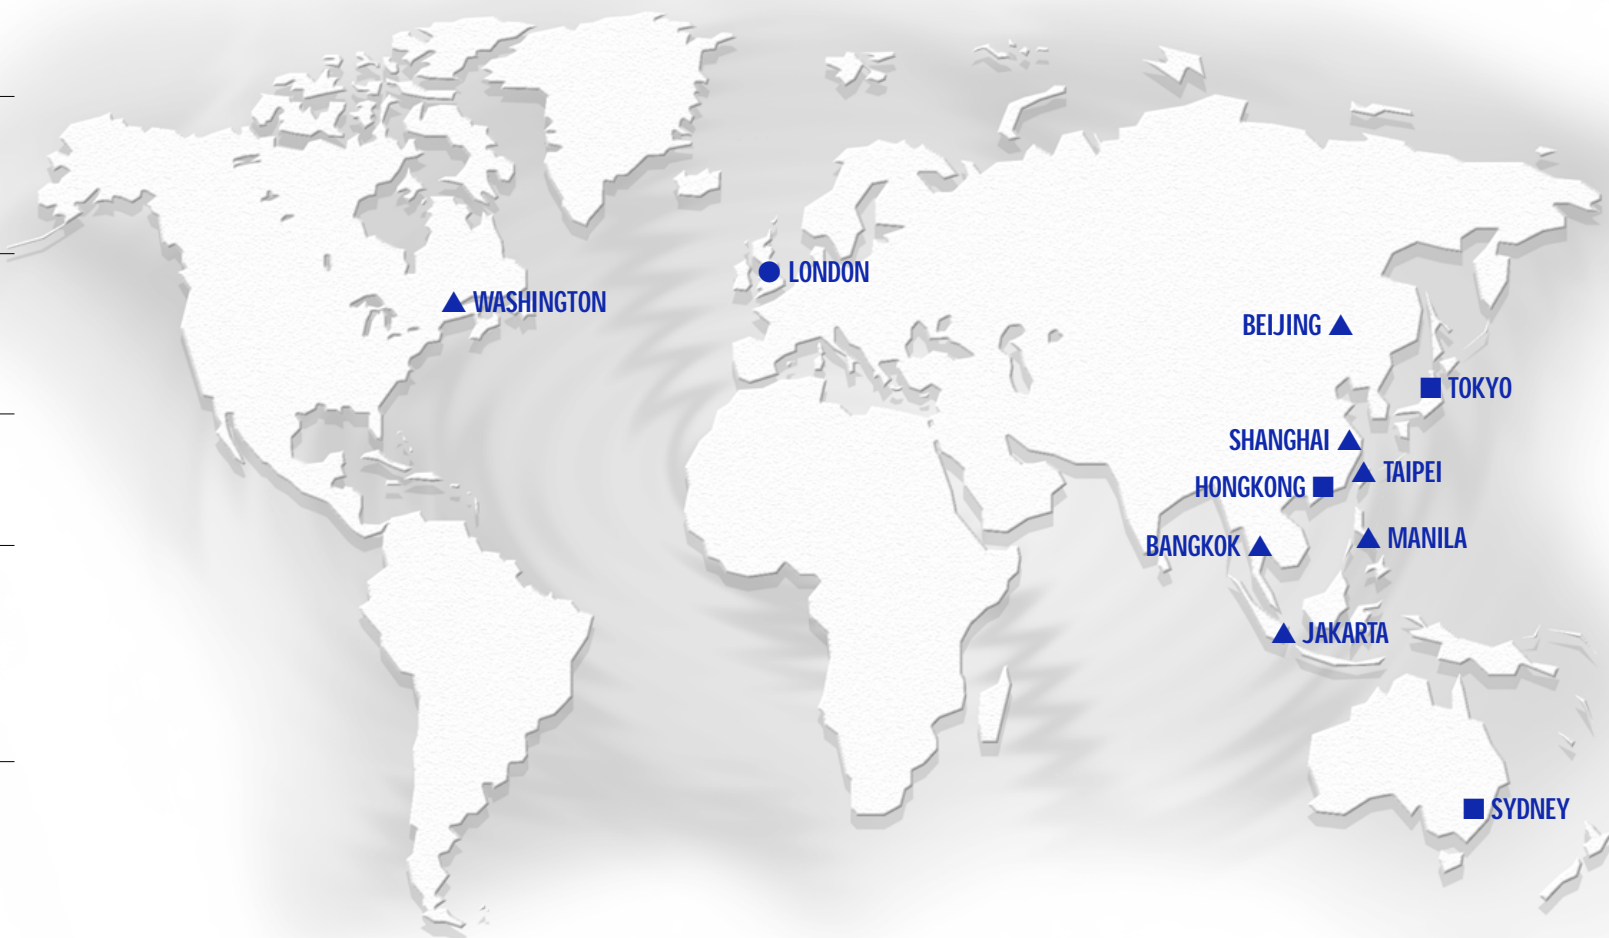 LONDON
WASHINGTON
BEIJING
TOKYO
SHANGHAI
TAIPEI
HONGKONG
MANILA
BANGKOK
JAKARTA
SYDNEY